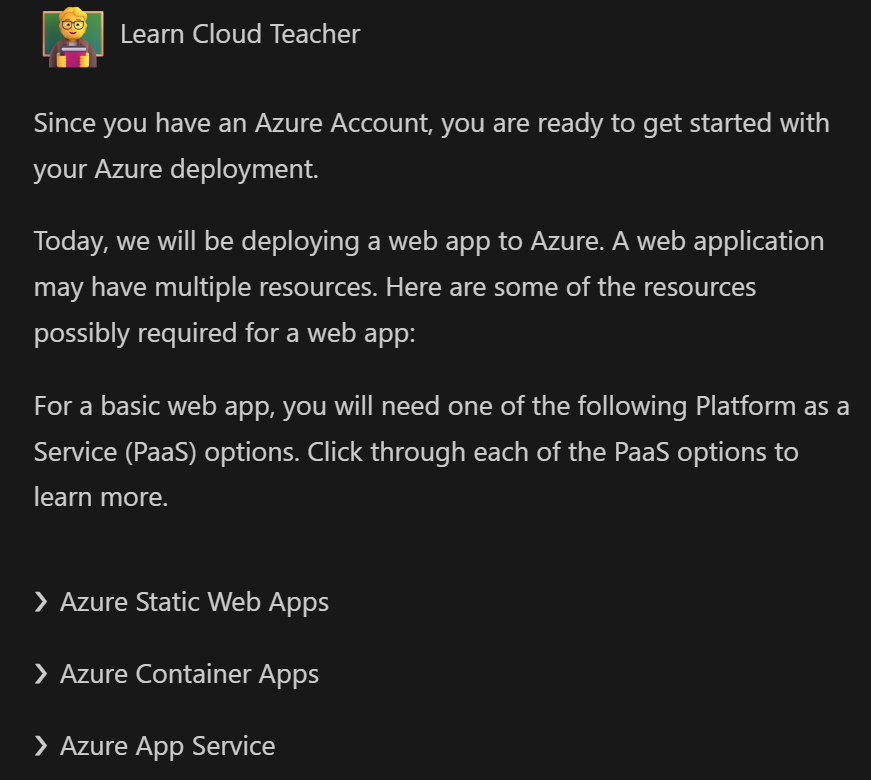 Learn Cloud Teacher
Since you have an Azure Account, you are ready to get started with
your Azure deployment.
Today, we will be deploying a web app to Azure. A web application
may have multiple resources. Here are some of the resources
possibly required for a web app:
For a basic web app, you will need one of the following Platform as a
Service (PaaS) options. Click through each of the PaaS options to
learn more.
❯ Azure Static Web Apps
❯ Azure Container Apps
❯ Azure App Service